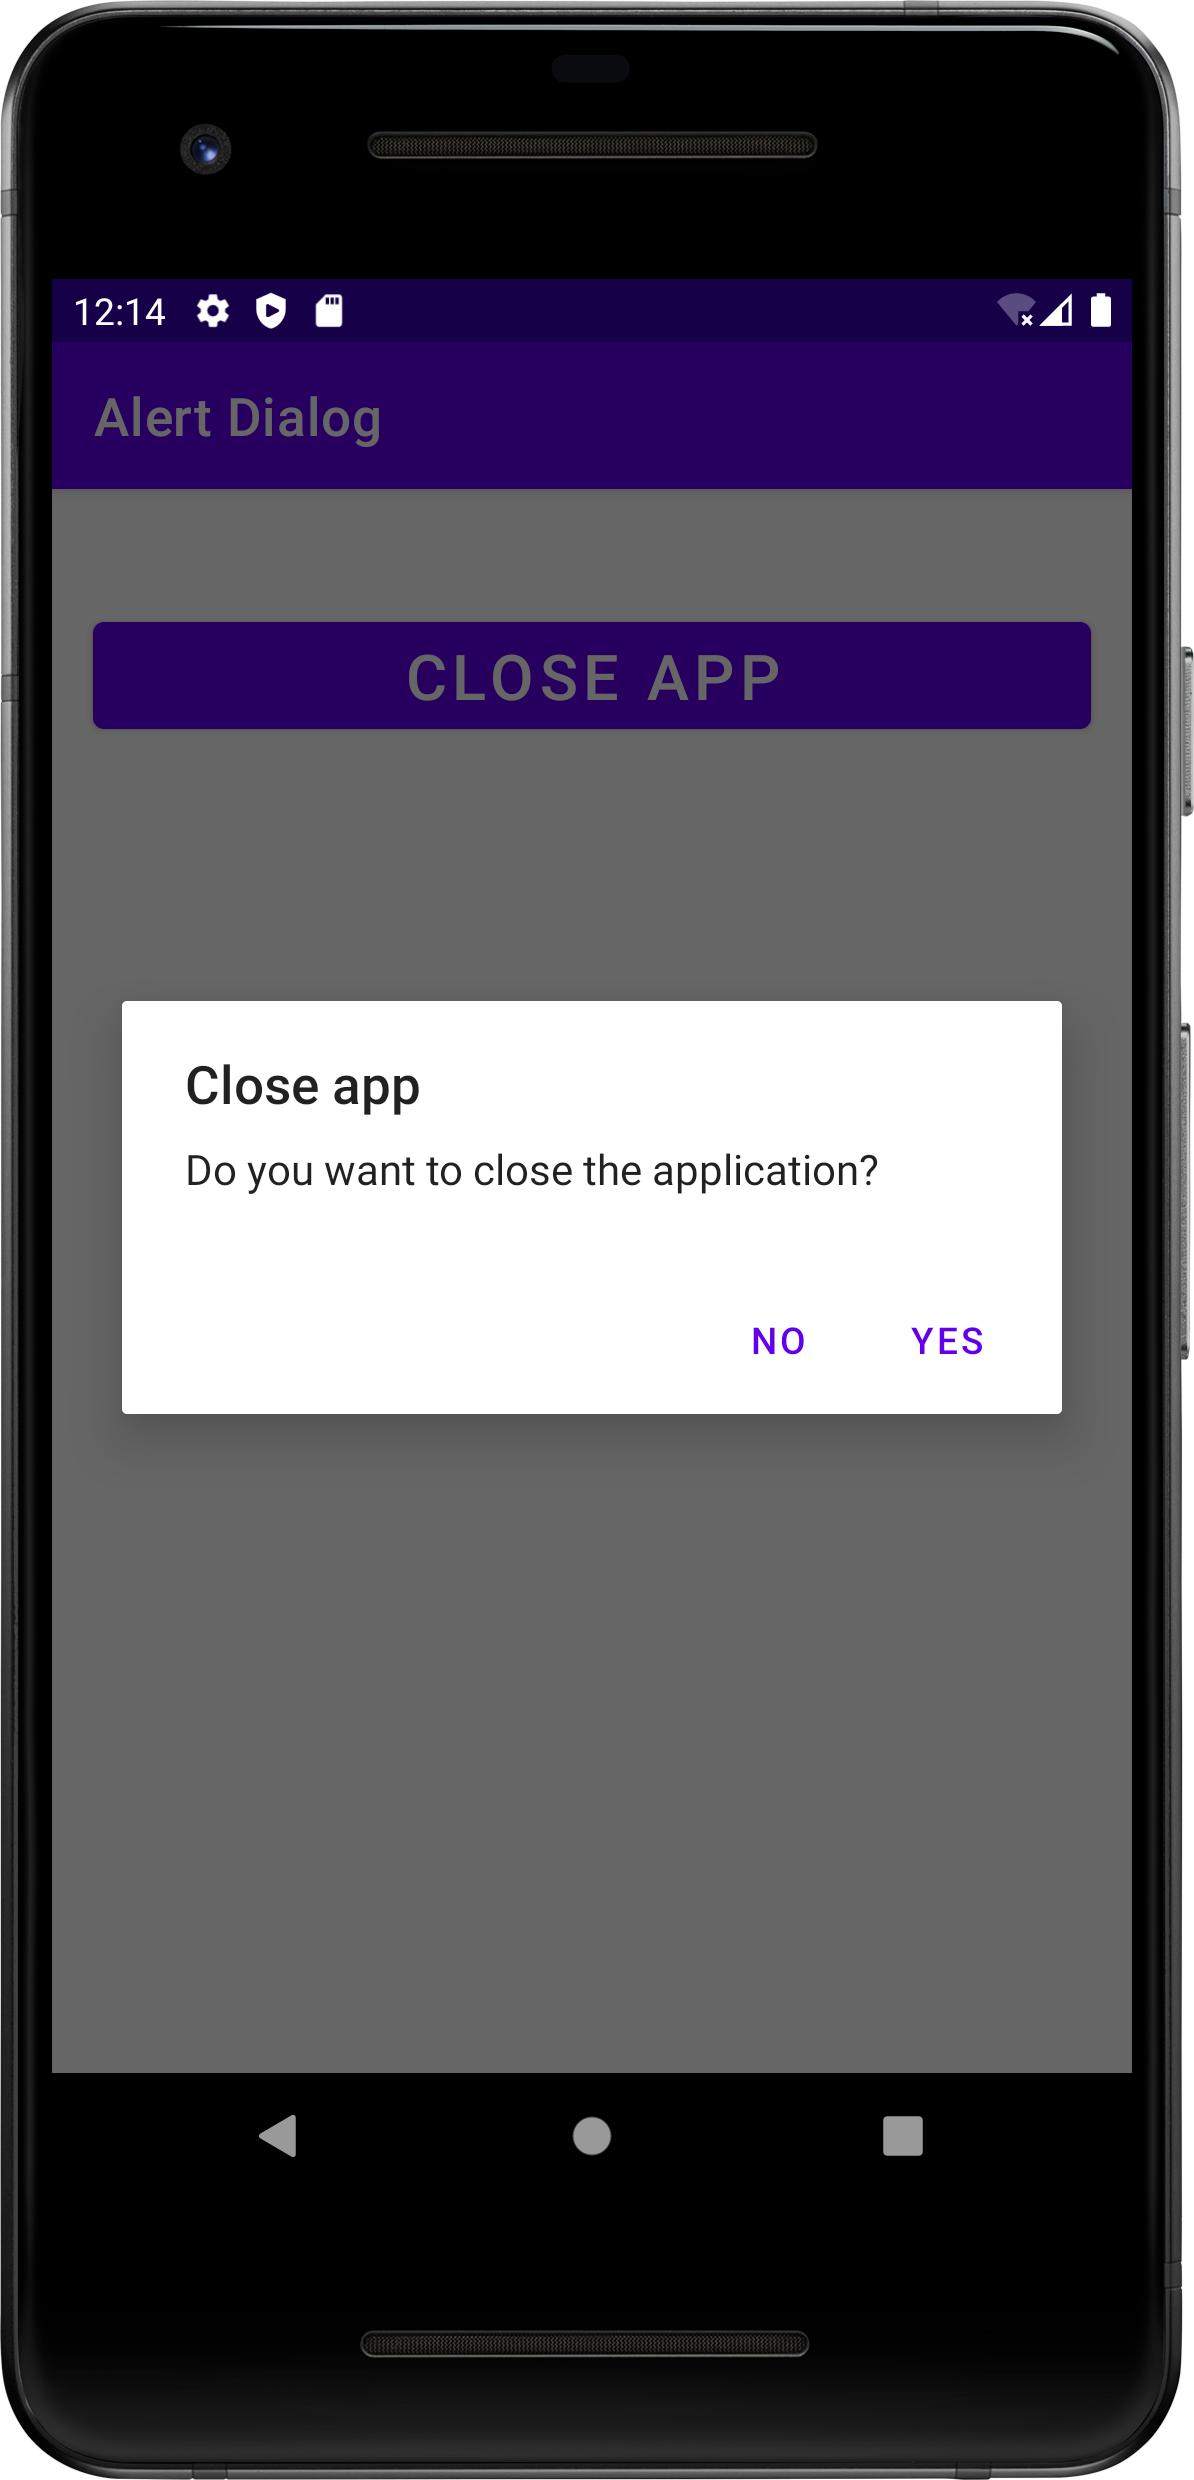 12:14
Alert Dialog
CLOSE APP
Close app
Do you want to close the application?
NO YES